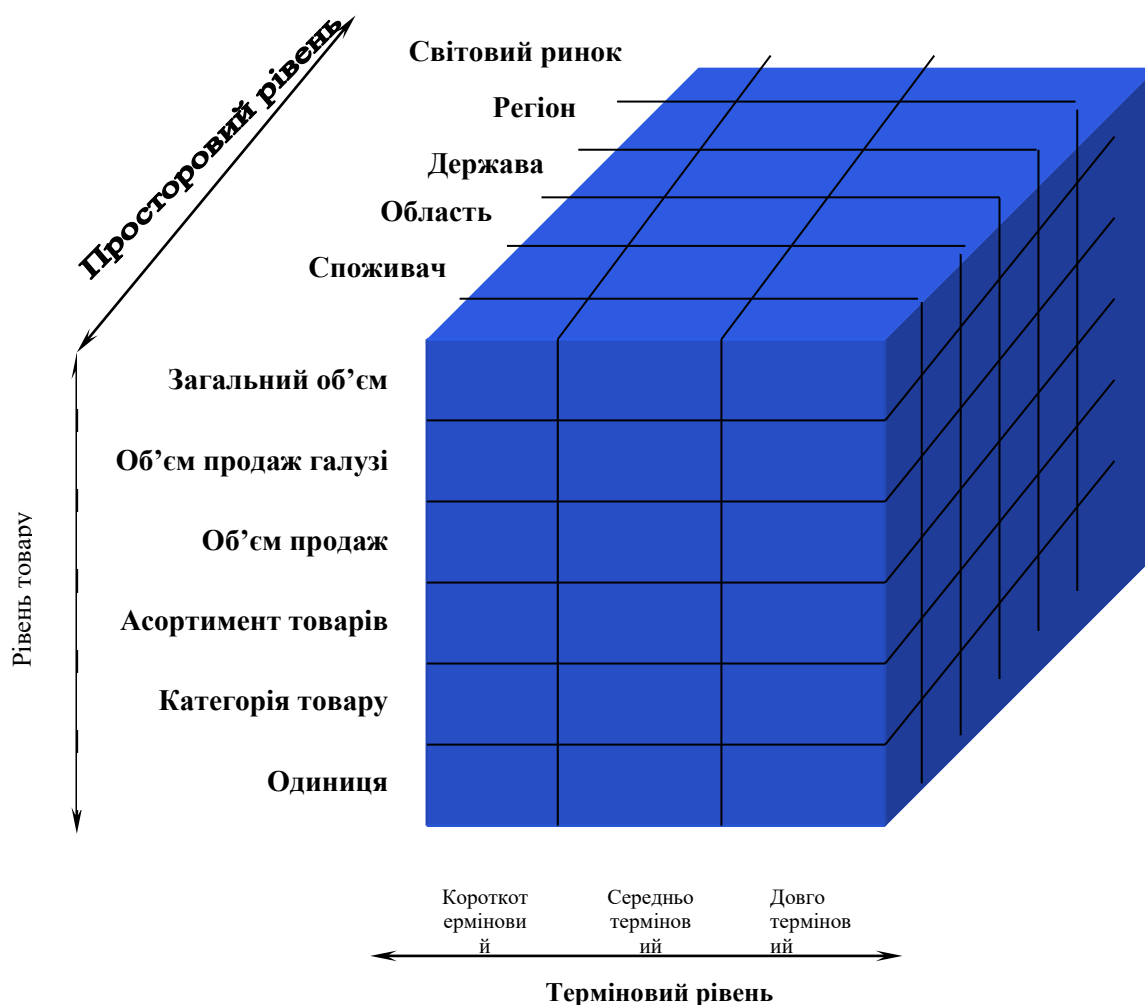 Просторовий рівень
Світовий ринок
Регіон
Держава
Область
Споживач
Загальний об’єм
Об’єм продаж галузі
Об’єм продаж
Асортимент товарів
Категорія товару
Одиниця
Рівень товару
Короткот
ерміновий
й
Середньо
термінов
ий
Довго
термінов
ий
Терміновий рівень